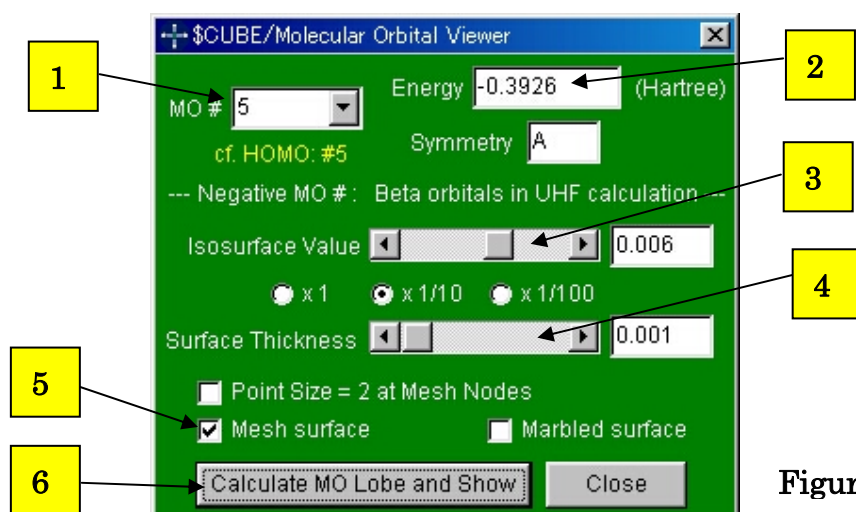 $CUBE/Molecular Orbital Viewer
1
2
MO # 5
Energy -0.3926 (Hartree)
cf. HOMO: #5
Symmetry A
3
--- Negative MO # : Beta orbitals in UHF calculation ---
Isosurface Value 0.006
4
x 1 x 1/10 x 1/100
Surface Thickness 0.001
5
Point Size = 2 at Mesh Nodes
Mesh surface Marbled surface
6
Calculate MO Lobe and Show Close
Figur